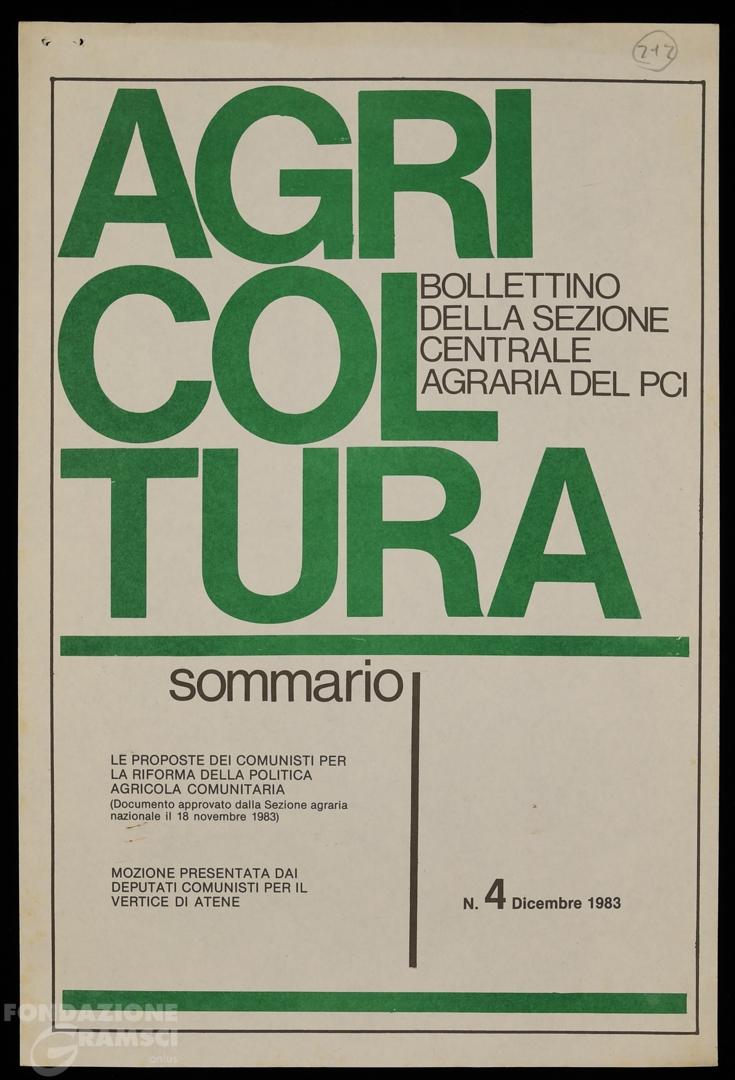 212
AGRI
COL
TURA
BOLLETTINO
DELLA SEZIONE
CENTRALE
AGRARIA DEL PCI
sommario
LE PROPOSTE DEI COMUNISTI PER
LA RIFORMA DELLA POLITICA
AGRICOLA COMUNITARIA
(Documento approvato dalla Sezione agraria
nazionale il 18 novembre 1983)
MOZIONE PRESENTATA DAI
DEPUTATI COMUNISTI PER IL
VERTICE DI ATENE
N. 4 Dicembre 1983
FONDAZIONE
GRAMSCI
onlus